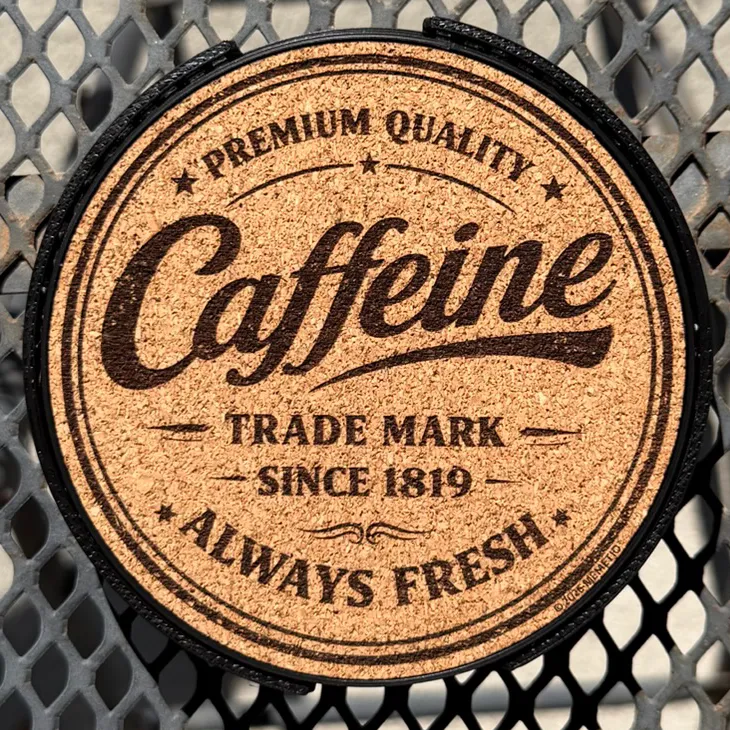 PREMIUM QUALITY
Caffeine
TRADE MARK
SINCE 1819
ALWAYS FRESH